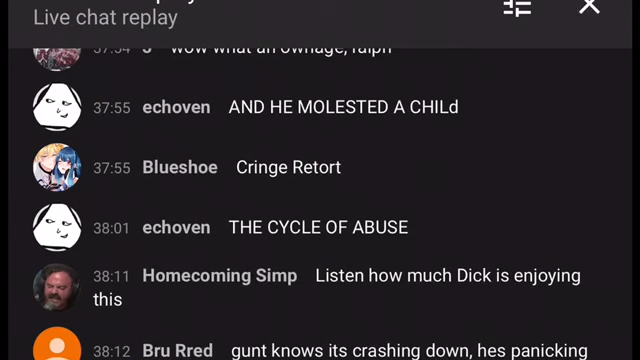 Live chat replay
37:54 J wow what an ownage, ralph
37:55 echoven AND HE MOLESTED A CHILd
37:55 Blueshoe Cringe Retort
38:01 echoven THE CYCLE OF ABUSE
38:11 Homecoming Simp Listen how much Dick is enjoying
this
38:12 Bru Rred gunt knows its crashing down, hes panicking